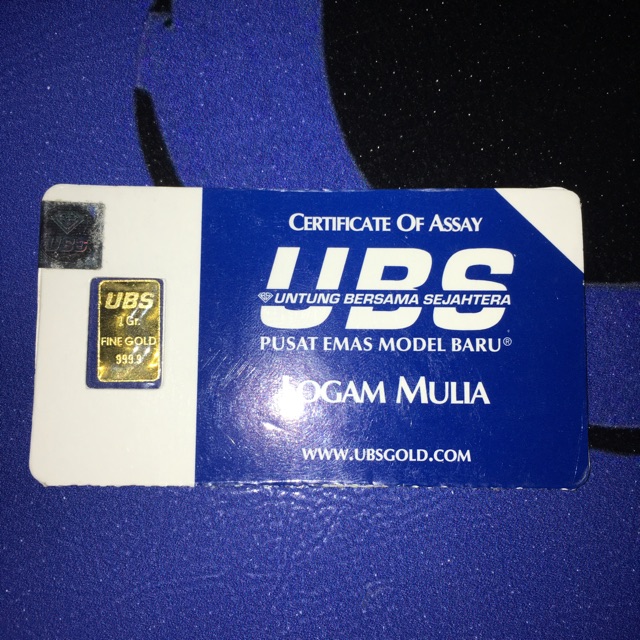 UBS
UBS
1 Gr.
FINE GOLD
999.9
CERTIFICATE OF ASSAY
UBS
UNTUNG BERSAMA SEJAHTERA
PUSAT EMAS MODEL BARU®
LOGAM MULIA
WWW.UBSGOLD.COM